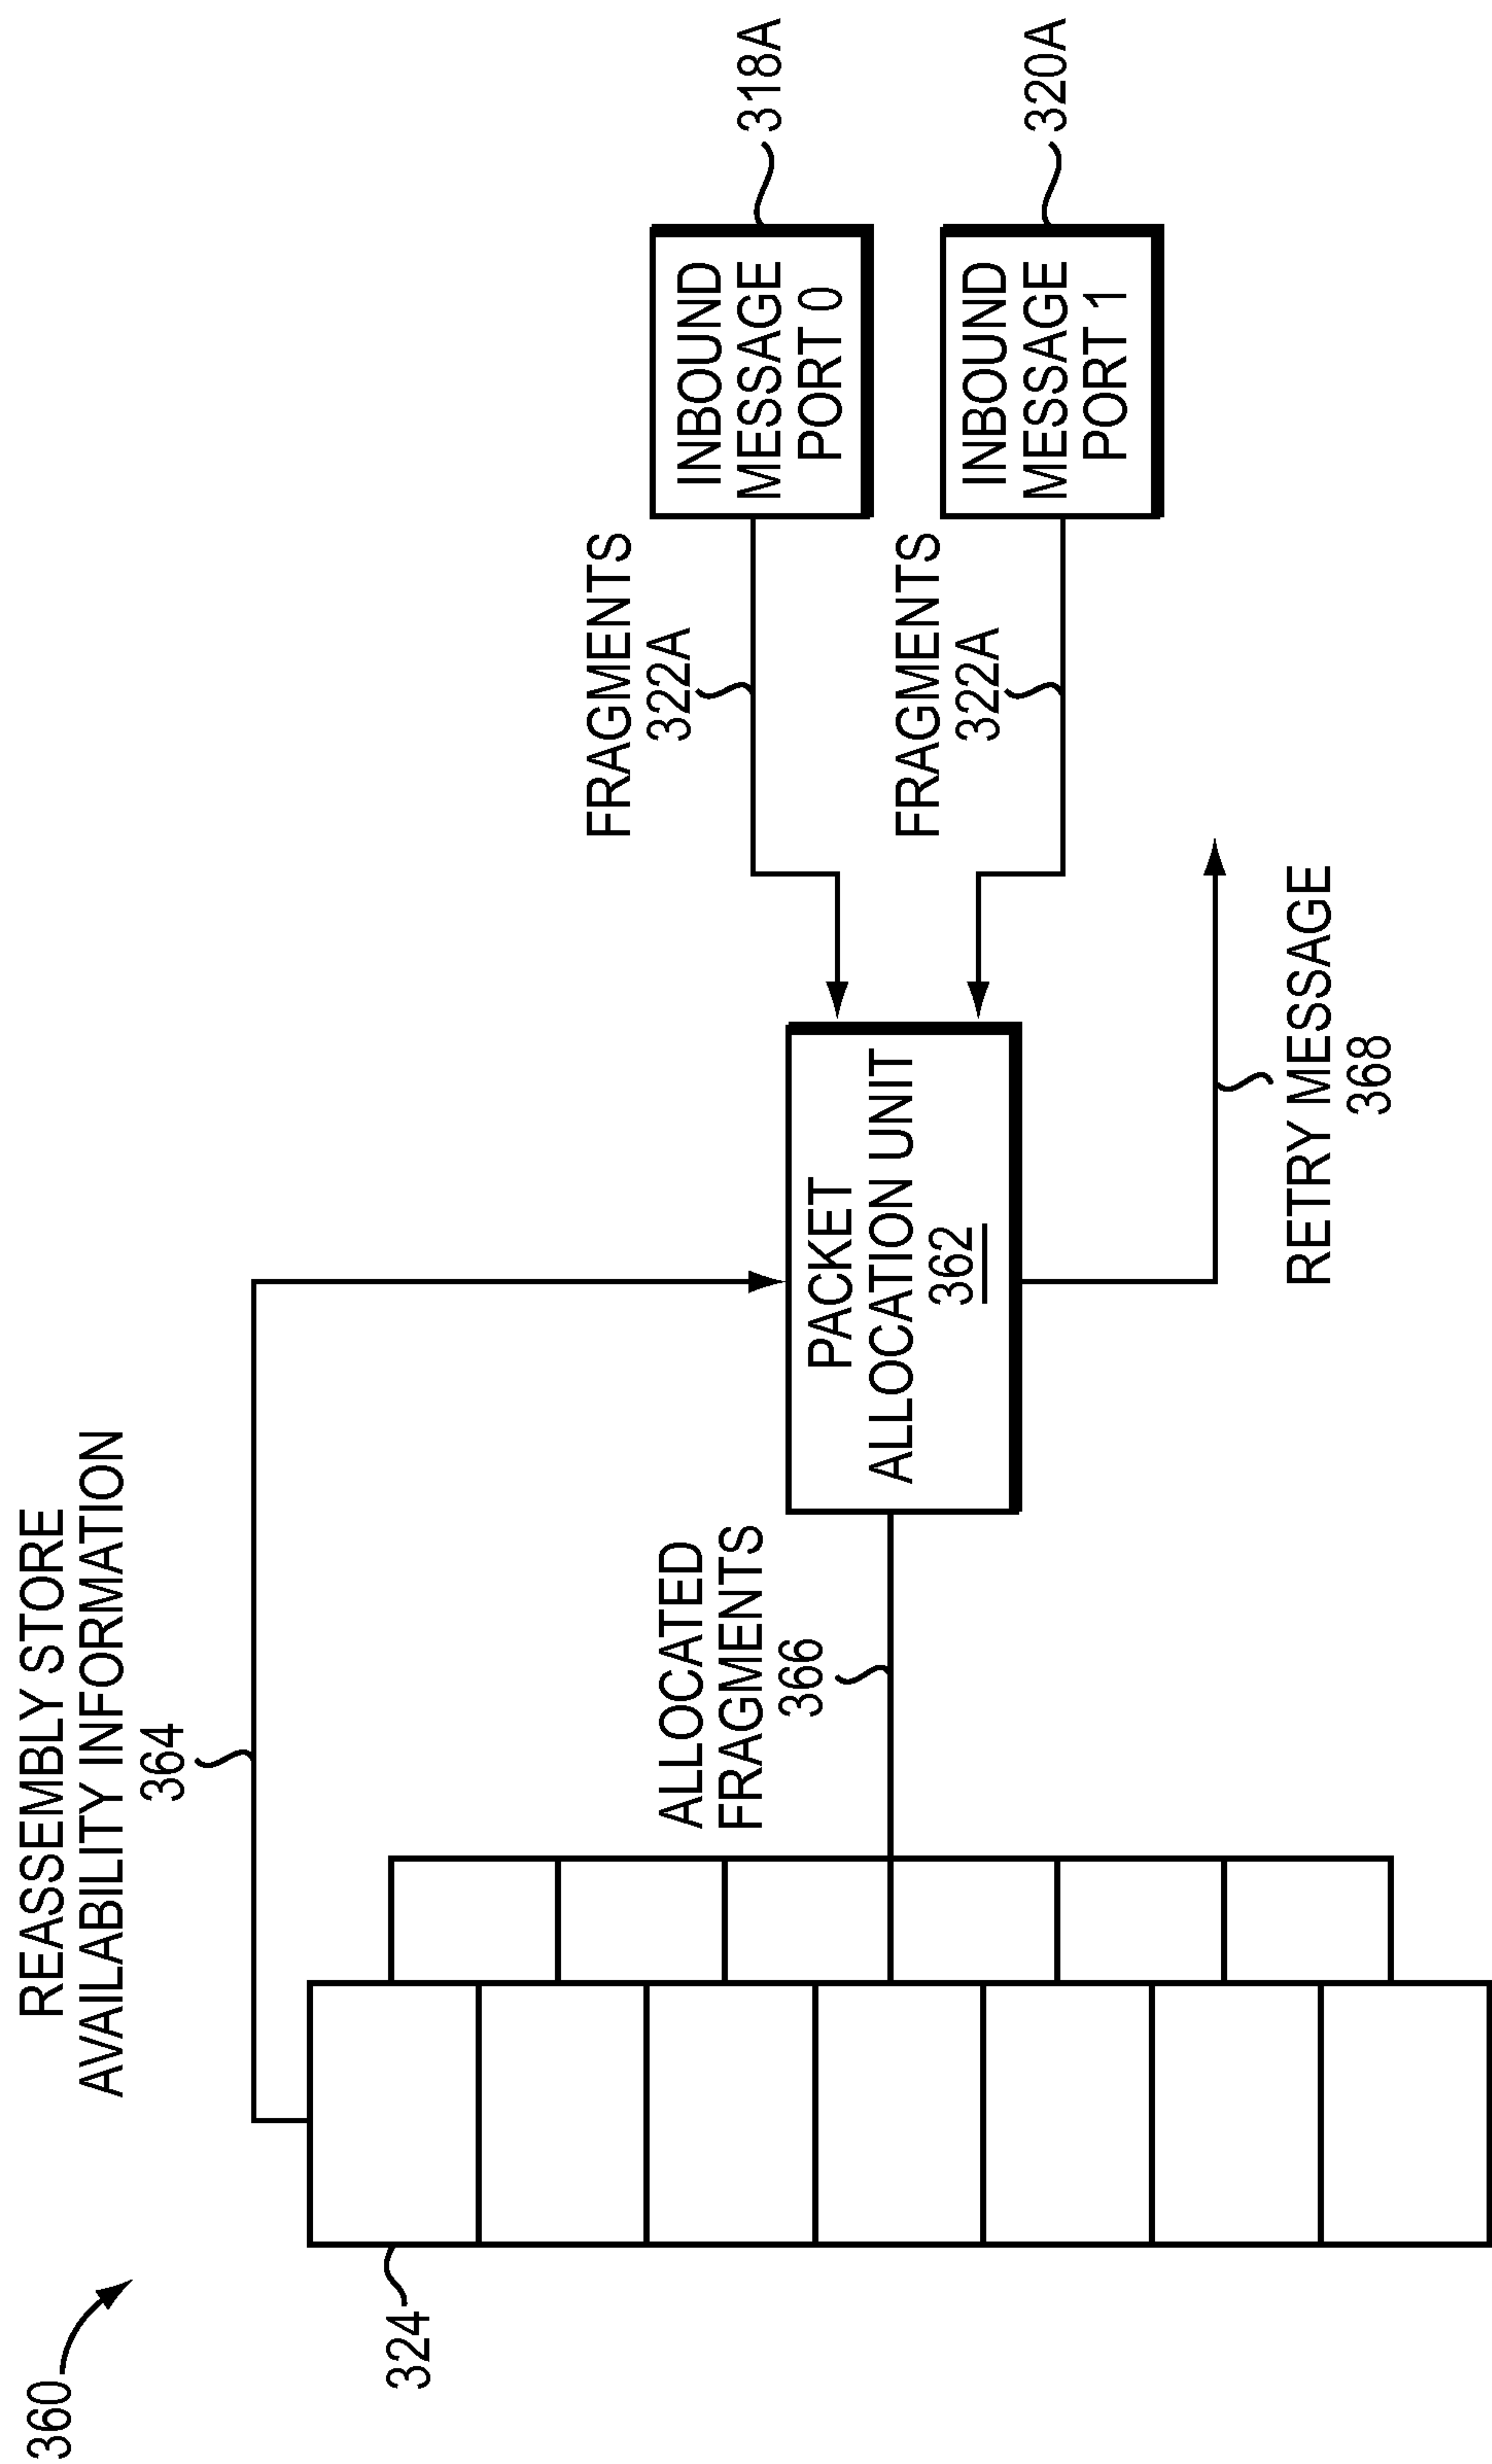 360
REASSEMBLY STORE
AVAILABILITY INFORMATION
364
324
ALLOCATED
FRAGMENTS
366
PACKET
ALLOCATION UNIT
362
FRAGMENTS
322A
FRAGMENTS
322A
INBOUND
MESSAGE
PORT 0
318A
INBOUND
MESSAGE
PORT 1
320A
RETRY MESSAGE
368